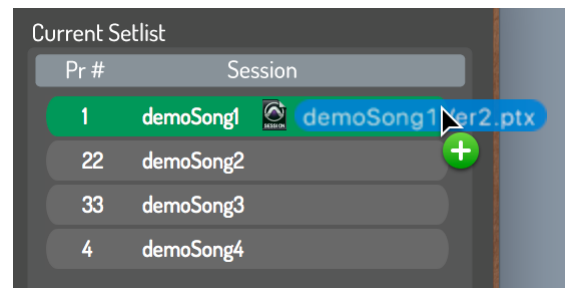 Current Setlist
Pr # Session
1 demoSong1 demoSong1Ver2.ptx
22 demoSong2
33 demoSong3
4 demoSong4